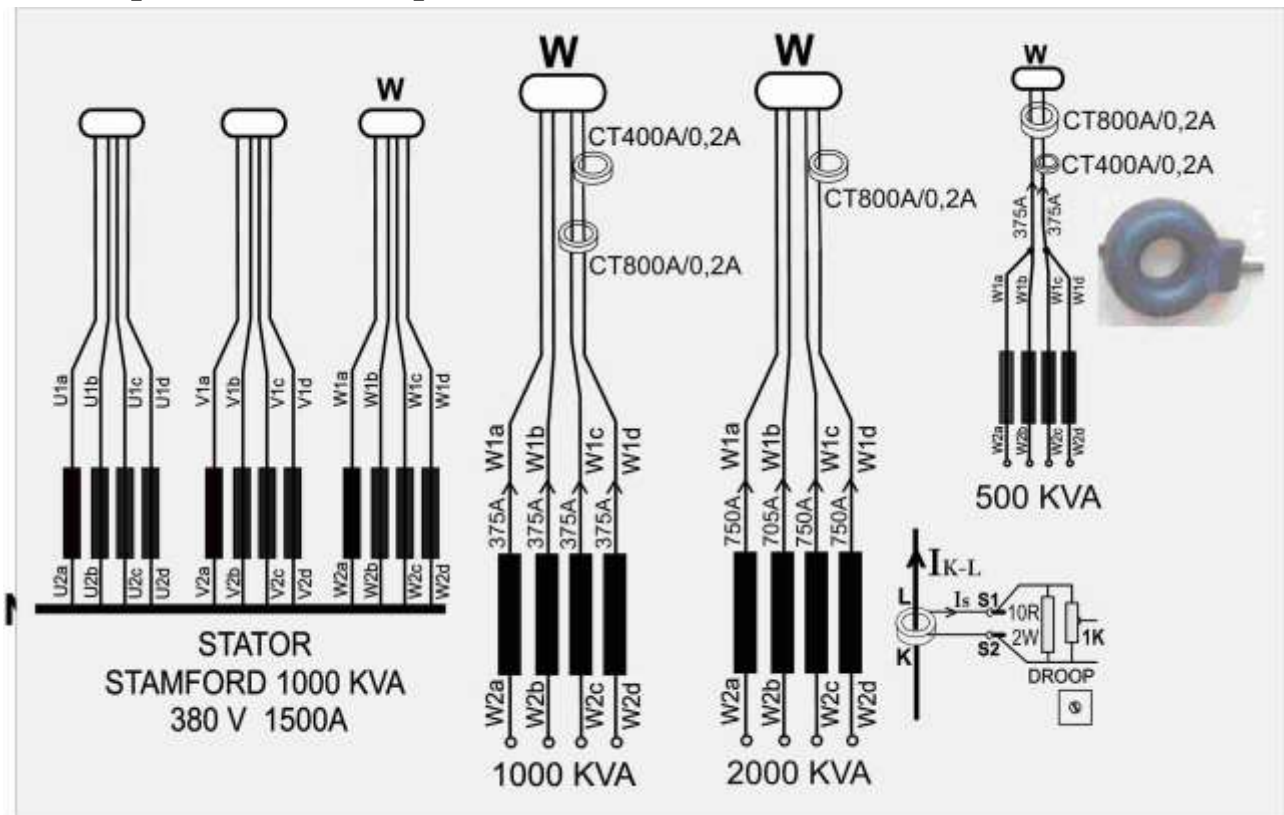 W
U1a
U1b
U1c
U1d
V1a
V1b
V1c
V1d
W1a
W1b
W1c
W1d
U2a
U2b
U2c
U2d
V2a
V2b
V2c
V2d
W2a
W2b
W2c
W2d
STATOR
STAMFORD 1000 KVA
380 V 1500A
W
CT400A/0,2A
CT800A/0,2A
W1a
W1b
W1c
W1d
375A
375A
375A
375A
W2a
W2b
W2c
W2d
1000 KVA
W
CT800A/0,2A
W1a
W1b
W1c
W1d
750A
705A
750A
750A
W2a
W2b
W2c
W2d
2000 KVA
W
CT800A/0,2A
CT400A/0,2A
375A
375A
W1a
W1b
W1c
W1d
W2a
W2b
W2c
W2d
500 KVA
IK-L
L
Is S1
10R
1K
2W
K
S2
DROOP